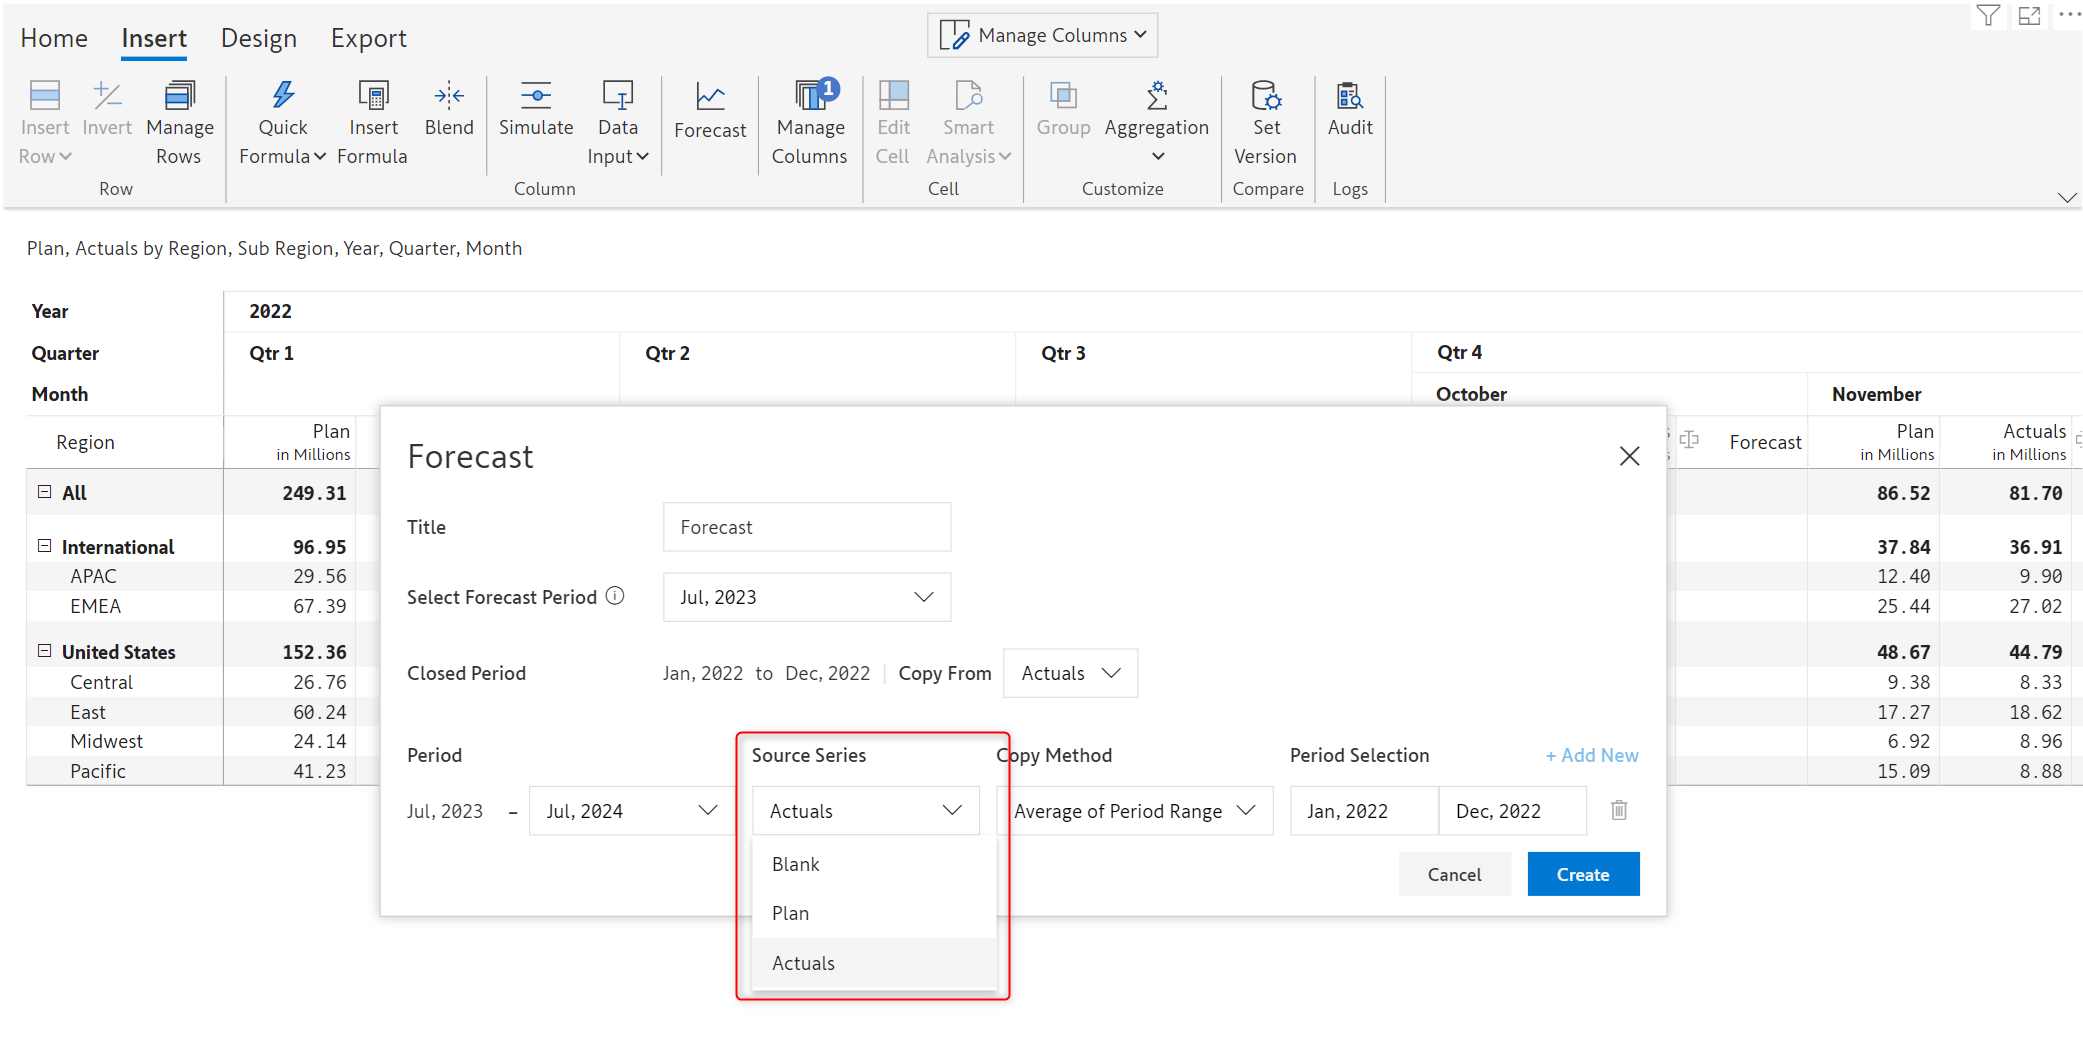 Home Insert Design Export
Manage Columns
Insert Row
Invert
Manage Rows
Row
Quick Formula
Insert Formula
Blend
Simulate
Data Input
Column
Forecast
Manage Columns
1
Edit Cell
Smart Analysis
Cell
Group
Aggregation
Customize
Set Version
Compare
Audit
Logs
Plan, Actuals by Region, Sub Region, Year, Quarter, Month
Year 2022
Quarter Qtr 1 Qtr 2 Qtr 3 Qtr 4
Month October November
Region Plan in Millions Forecast Plan in Millions Actuals in Millions
All 249.31 86.52 81.70
International 96.95 37.84 36.91
APAC 29.56 12.40 9.90
EMEA 67.39 25.44 27.02
United States 152.36 48.67 44.79
Central 26.76 9.38 8.33
East 60.24 17.27 18.62
Midwest 24.14 6.92 8.96
Pacific 41.23 15.09 8.88
Forecast
Title Forecast
Select Forecast Period Jul, 2023
Closed Period Jan, 2022 to Dec, 2022 Copy From Actuals
Period Source Series Copy Method Period Selection + Add New
Jul, 2023 – Jul, 2024 Actuals Average of Period Range Jan, 2022 Dec, 2022
Blank
Plan
Actuals
Cancel Create